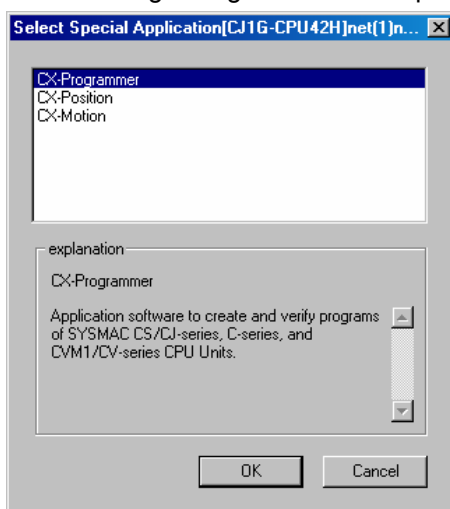 Select Special Application[CJ1G-CPU42H]net(1)n...
CX-Programmer
CX-Position
CX-Motion
explanation
CX-Programmer
Application software to create and verify programs
of SYSMAC CS/CJ-series, C-series, and
CVM1/CV-series CPU Units.
OK Cancel